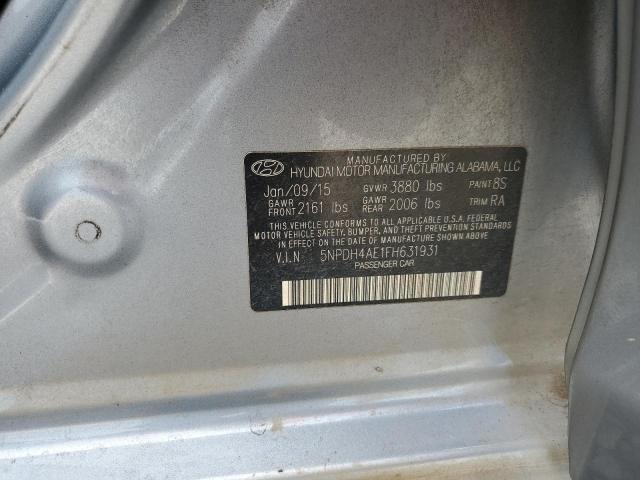 MANUFACTURED BY
HYUNDAI MOTOR MANUFACTURING ALABAMA, LLC
Jan/09/15 GVWR 3880 lbs PAINT 8S
GAWR FRONT 2161 lbs GAWR REAR 2006 lbs TRIM RA
THIS VEHICLE CONFORMS TO ALL APPLICABLE U.S.A. FEDERAL
MOTOR VEHICLE SAFETY, BUMPER, AND THEFT PREVENTION
STANDARDS IN EFFECT ON THE DATE OF MANUFACTURE SHOWN ABOVE.
V.I.N 5NPDH4AE1FH631931
PASSENGER CAR